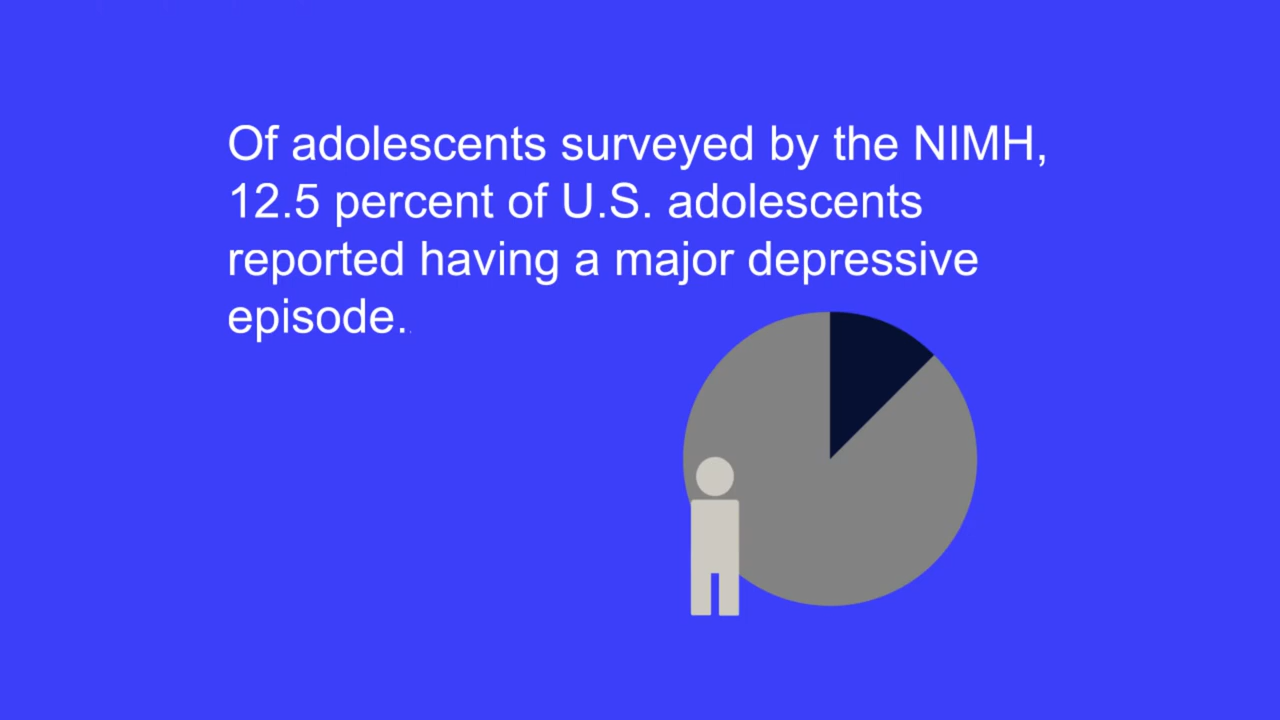 Of adolescents surveyed by the NIMH,
12.5 percent of U.S. adolescents
reported having a major depressive
episode.